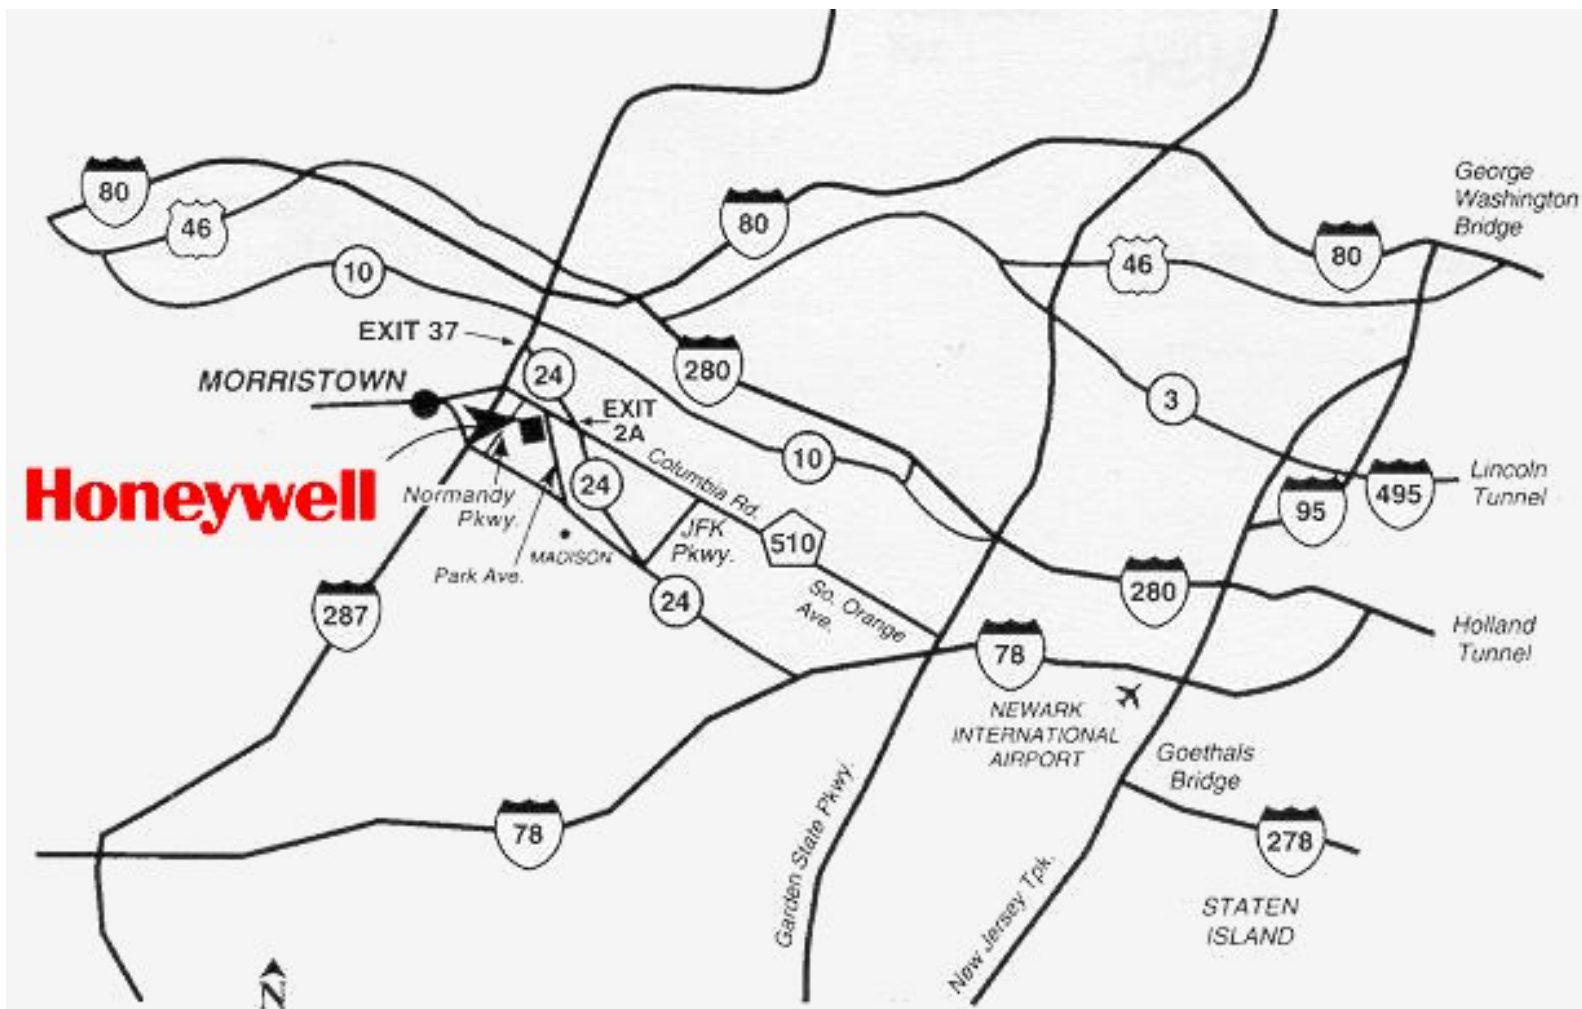 George
Washington
Bridge
80
46
80
80
46
10
EXIT 37
24
280
MORRISTOWN
3
EXIT
2A
10
Columbia Rd.
24
Lincoln
Tunnel
495
95
Honeywell
Normandy
Pkwy.
JFK
Pkwy.
510
MADISON
Park Ave.
280
287
24
So. Orange
Ave.
Holland
Tunnel
78
NEWARK
INTERNATIONAL
AIRPORT
Goethals
Bridge
78
278
Garden State Pkwy.
New Jersey Tpk.
STATEN
ISLAND
N